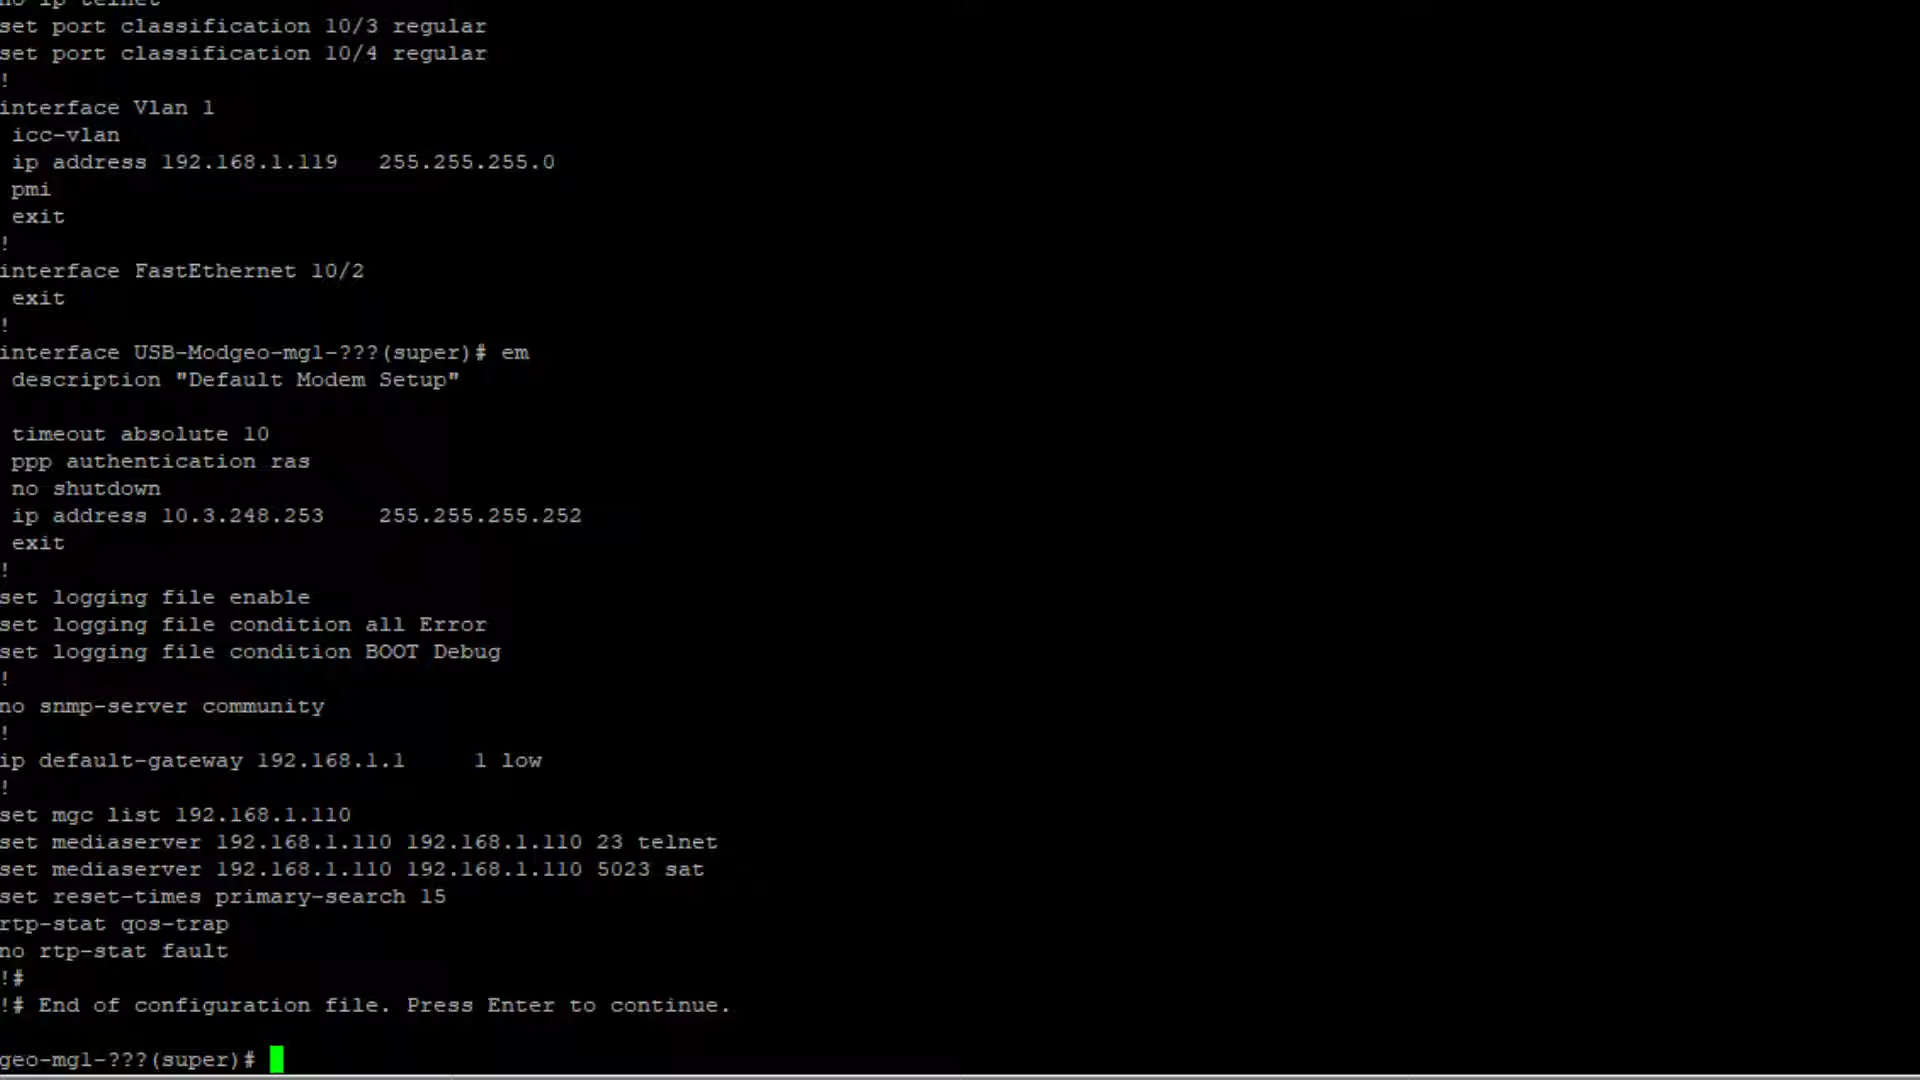 no ip telnet
set port classification 10/3 regular
set port classification 10/4 regular
!
interface Vlan 1
icc-vlan
ip address 192.168.1.119 255.255.255.0
pmi
exit
!
interface FastEthernet 10/2
exit
!
interface USB-Modgeo-mg1-???(super)# em
description "Default Modem Setup"
timeout absolute 10
ppp authentication ras
no shutdown
ip address 10.3.248.253 255.255.255.252
exit
!
set logging file enable
set logging file condition all Error
set logging file condition BOOT Debug
!
no snmp-server community
!
ip default-gateway 192.168.1.1 1 low
!
set mgc list 192.168.1.110
set mediaserver 192.168.1.110 192.168.1.110 23 telnet
set mediaserver 192.168.1.110 192.168.1.110 5023 sat
set reset-times primary-search 15
rtp-stat qos-trap
no rtp-stat fault
!#
!# End of configuration file. Press Enter to continue.
geo-mg1-???(super)#